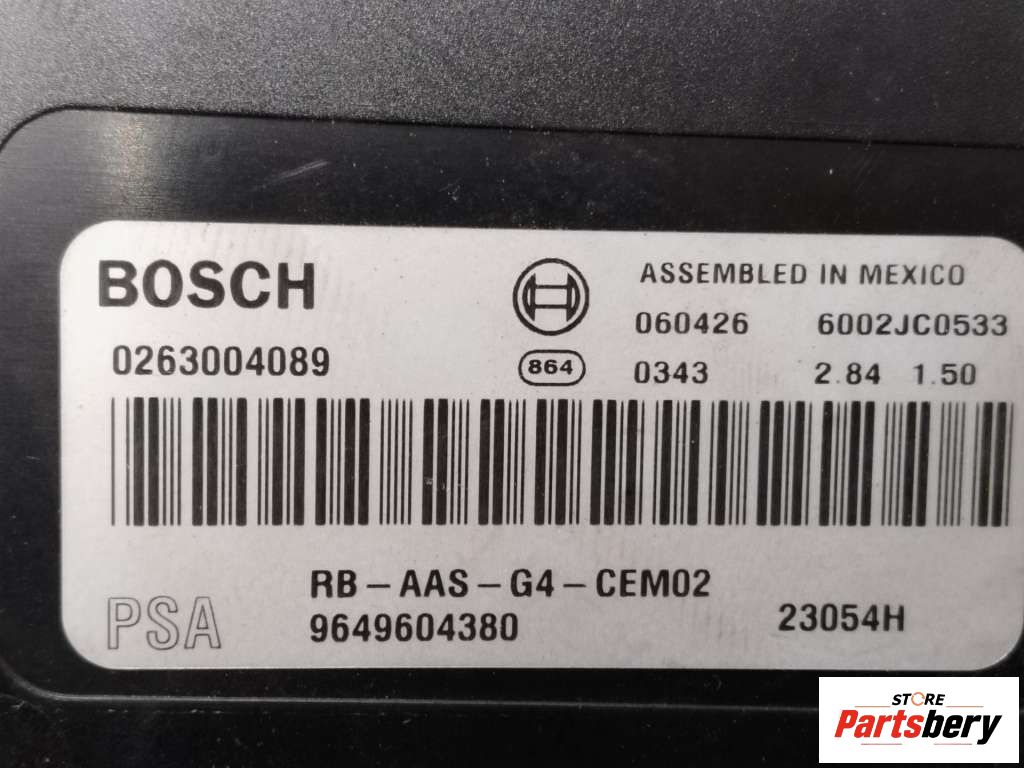 BOSCH
ASSEMBLED IN MEXICO
060426 6002JC0533
0263004089
864
0343 2.84 1.50
RB-AAS-G4-CEM02
PSA
9649604380
23054H
STORE
Partsbery